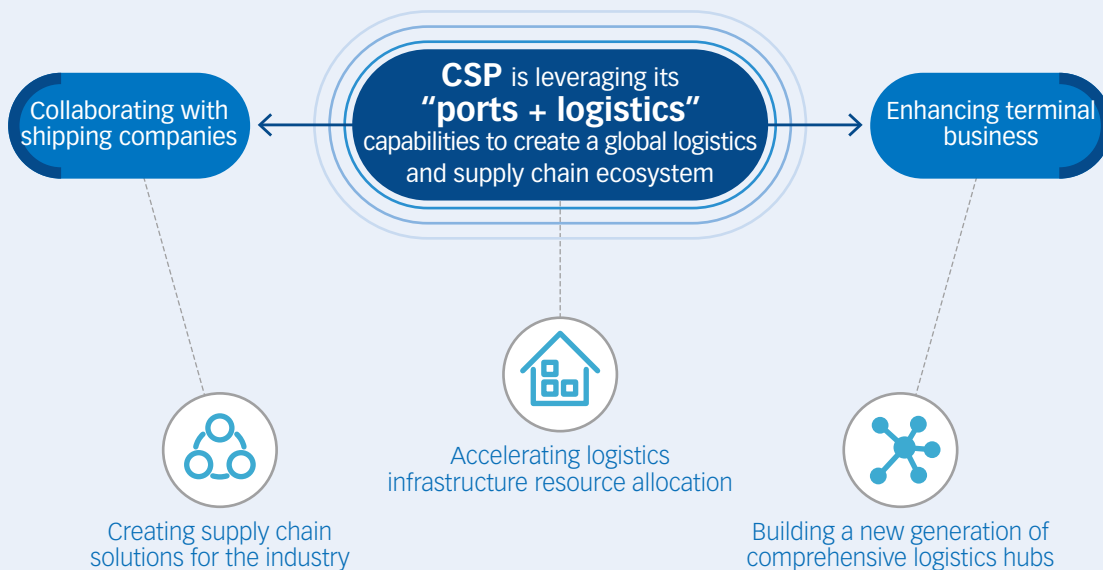 Collaborating with
shipping companies
CSP is leveraging its
“ports + logistics”
capabilities to create a global logistics
and supply chain ecosystem
Enhancing terminal
business
Creating supply chain
solutions for the industry
Accelerating logistics
infrastructure resource allocation
Building a new generation of
comprehensive logistics hubs